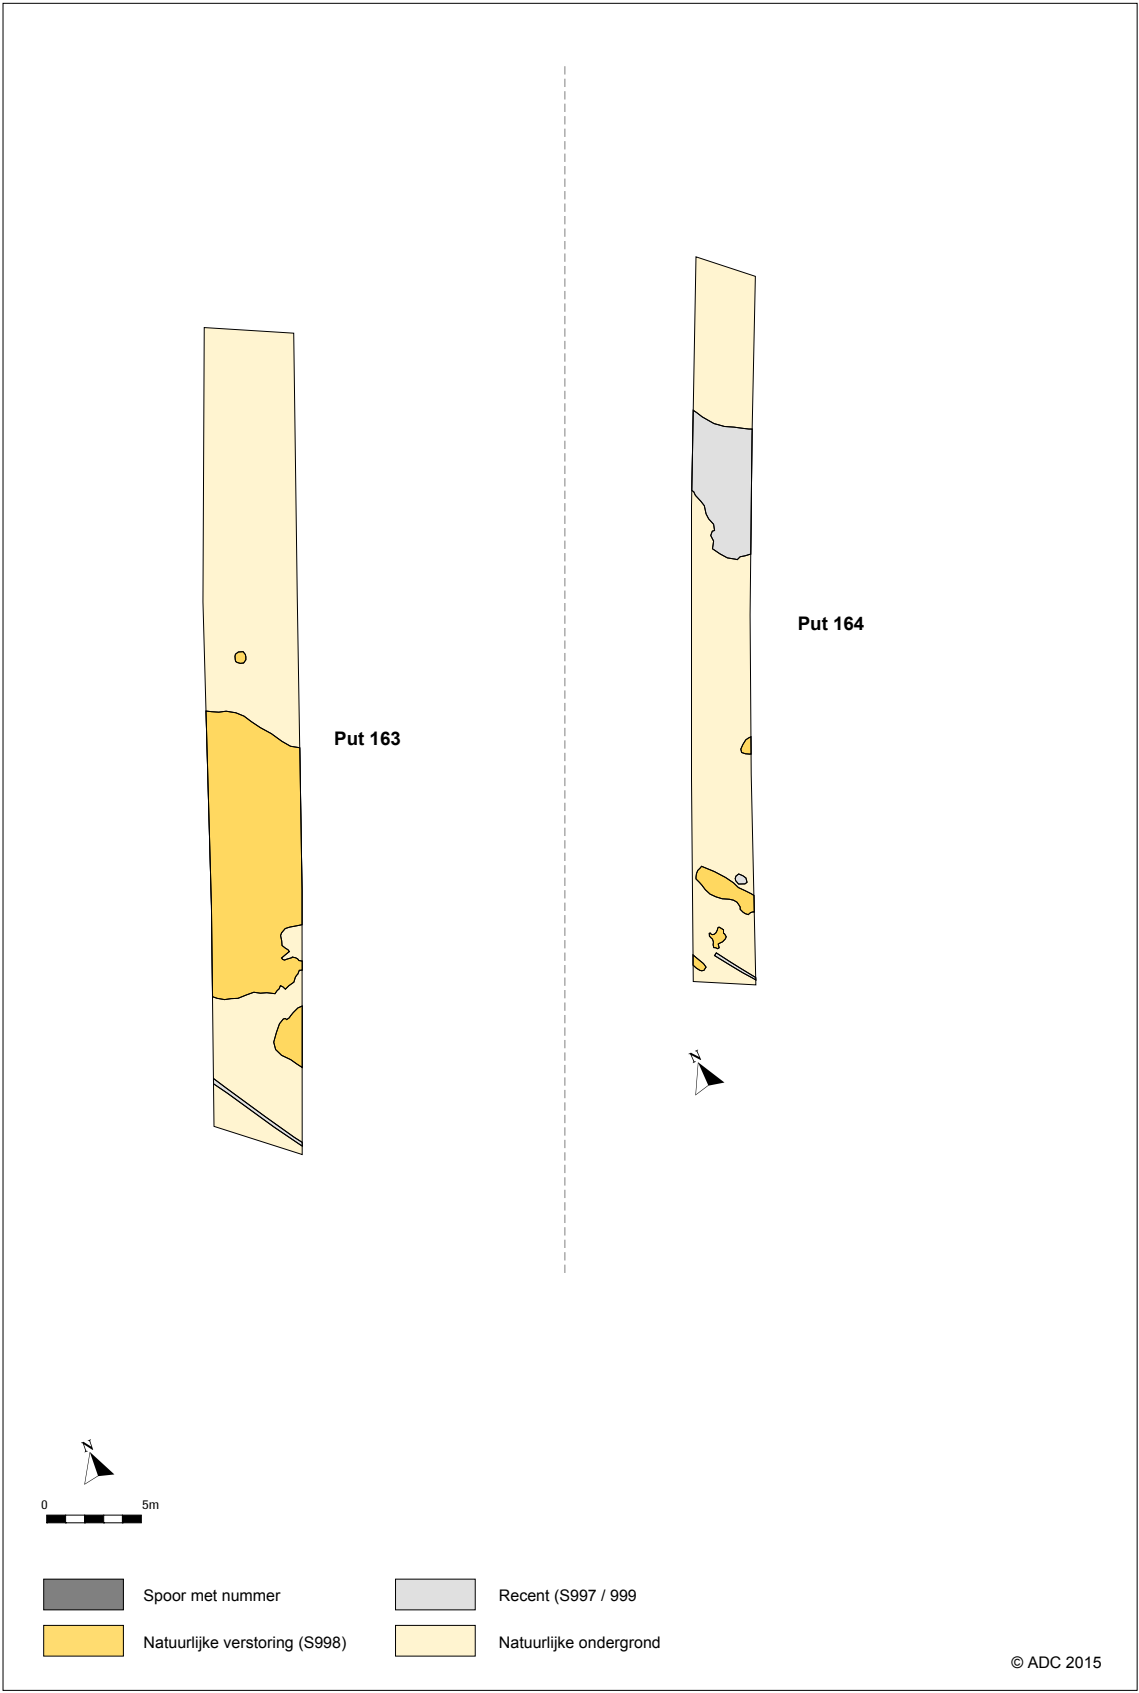 Put 164
Put 163
N
N
0 5m
Spoor met nummer
Recent (S997 / 999
Natuurlijke verstoring (S998)
Natuurlijke ondergrond
© ADC 2015